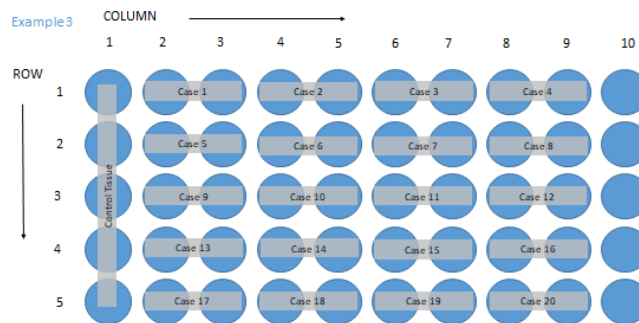 Example 3
COLUMN
1 2 3 4 5 6 7 8 9 10
ROW
1 Case 1 Case 2 Case 3 Case 4
2 Case 5 Case 6 Case 7 Case 8
Control Tissue
3 Case 9 Case 10 Case 11 Case 12
4 Case 13 Case 14 Case 15 Case 16
5 Case 17 Case 18 Case 19 Case 20